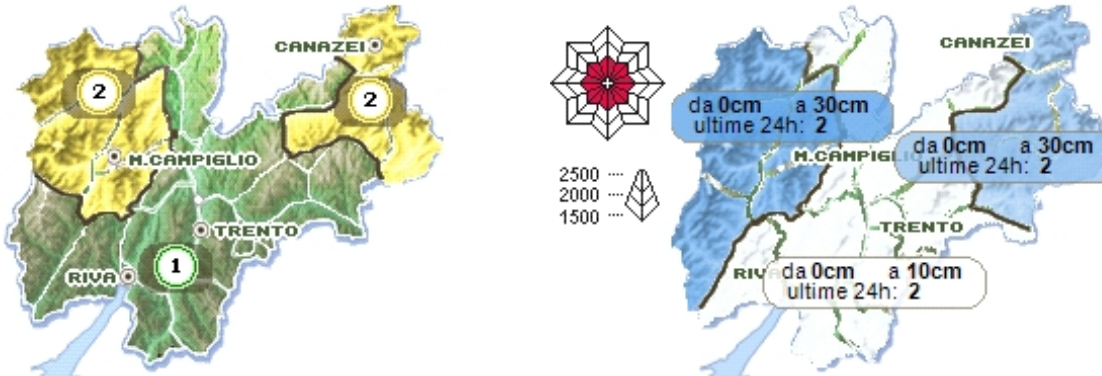 CANAZEI
2
2
M.CAMPIGLIO
TRENTO
1
RIVA
2500
2000
1500
CANAZEI
da 0cm a 30cm
ultime 24h: 2
da 0cm a 30cm
ultime 24h: 2
M.CAMPIGLIO
TRENTO
RIVA
da 0cm a 10cm
ultime 24h: 2